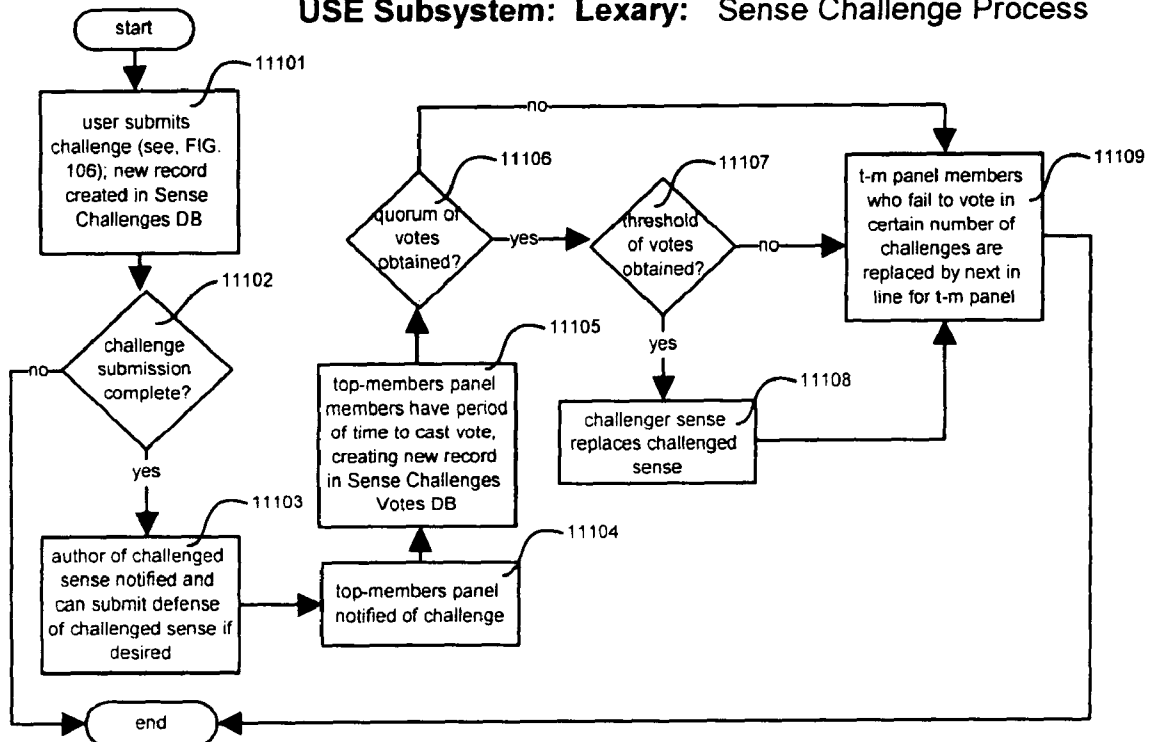 USE Subsystem: Lexary: Sense Challenge Process
start
11101
user submits
challenge (see, FIG.
106); new record
created in Sense
Challenges DB
11102
challenge
submission
complete?
no
yes
11103
author of challenged
sense notified and
can submit defense
of challenged sense if
desired
11104
top-members panel
notified of challenge
11105
top-members panel
members have period
of time to cast vote,
creating new record
in Sense Challenges
Votes DB
11106
quorum of
votes
obtained?
no
yes
11107
threshold
of votes
obtained?
no
yes
11108
challenger sense
replaces challenged
sense
11109
t-m panel members
who fail to vote in
certain number of
challenges are
replaced by next in
line for t-m panel
end